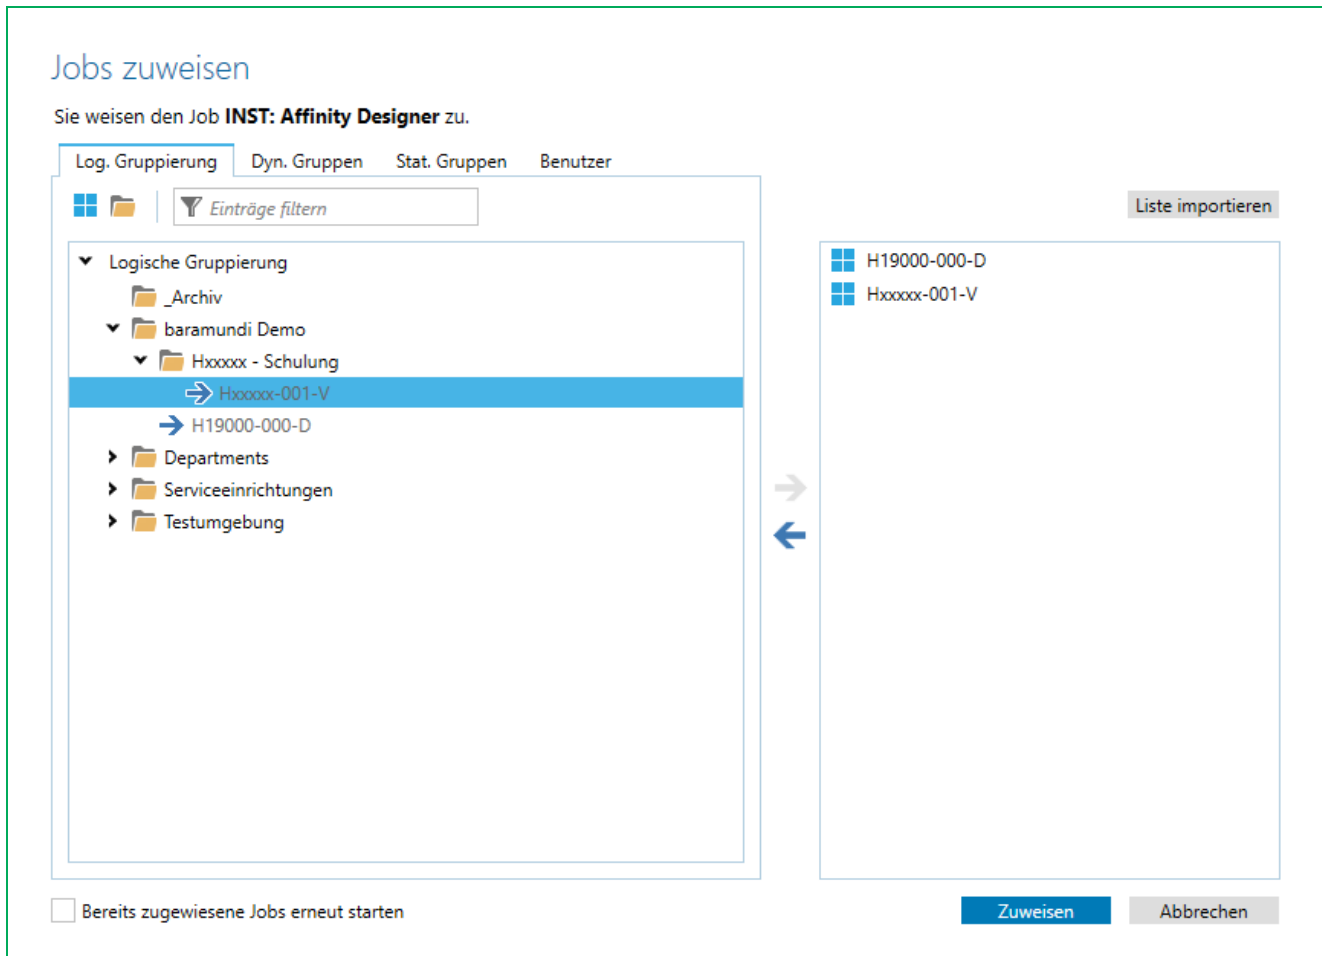 Jobs zuweisen
Sie weisen den Job INST: Affinity Designer zu.
Log. Gruppierung Dyn. Gruppen Stat. Gruppen Benutzer
Einträge filtern
Liste importieren
Logische Gruppierung
_Archiv
baramundi Demo
Hxxxxx - Schulung
Hxxxxx-001-V
H19000-000-D
Departments
Serviceeinrichtungen
Testumgebung
H19000-000-D
Hxxxxx-001-V
Bereits zugewiesene Jobs erneut starten
Zuweisen Abbrechen